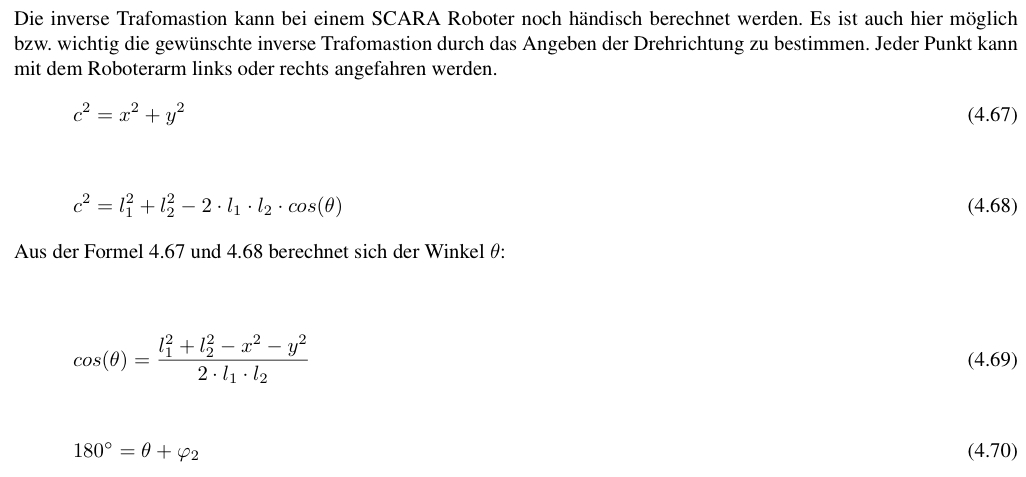 Die inverse Trafomastion kann bei einem SCARA Roboter noch händisch berechnet werden. Es ist auch hier möglich
bzw. wichtig die gewünschte inverse Trafomastion durch das Angeben der Drehrichtung zu bestimmen. Jeder Punkt kann
mit dem Roboterarm links oder rechts angefahren werden.
c² = x² + y² (4.67)
c² = l₁² + l₂² − 2 · l₁ · l₂ · cos(θ) (4.68)
Aus der Formel 4.67 und 4.68 berechnet sich der Winkel θ:
cos(θ) = (l₁² + l₂² − x² − y²) / (2 · l₁ · l₂) (4.69)
180° = θ + φ₂ (4.70)